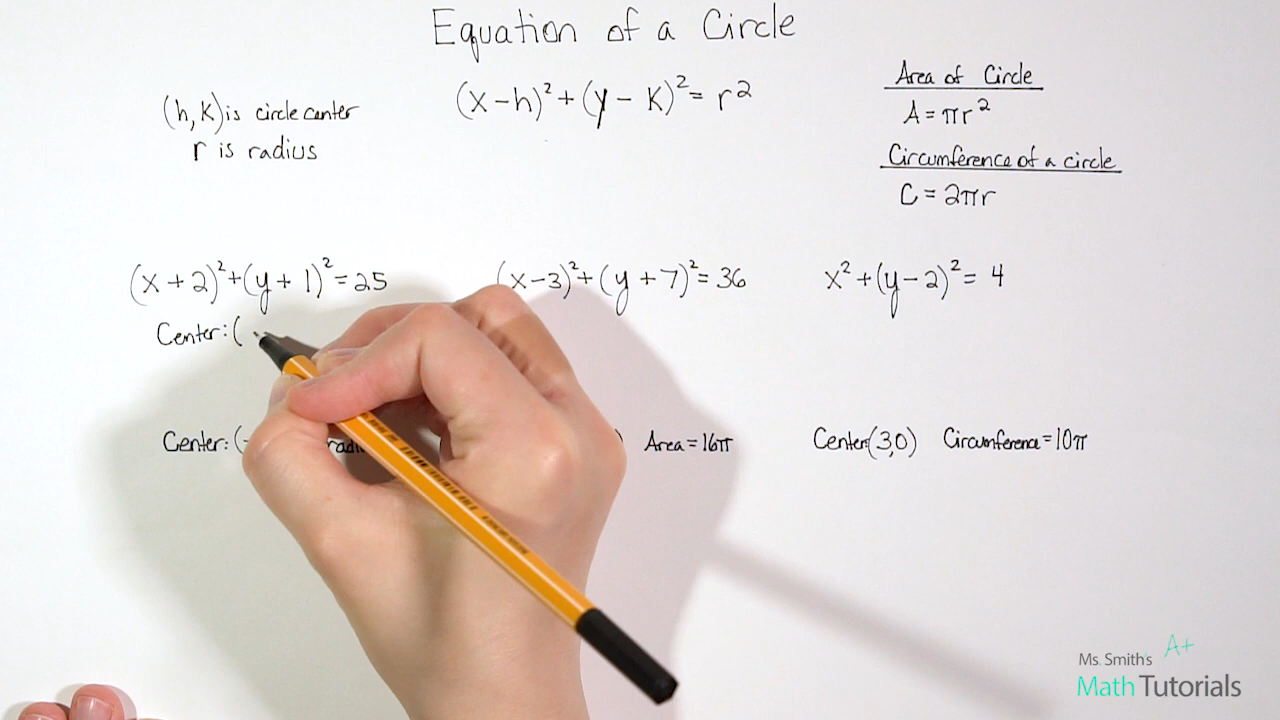 Equation of a Circle
(x-h)²+(y-k)²=r²
(h,k) is circle center
r is radius
Area of Circle
A=πr²
Circumference of a circle
C=2πr
(x+2)²+(y+1)²=25
Center:(
(x-3)²+(y+7)²=36
x²+(y-2)²=4
Center:(
Area=16π
Center:(3,0) Circumference=10π
Ms. Smith's A+
Math Tutorials